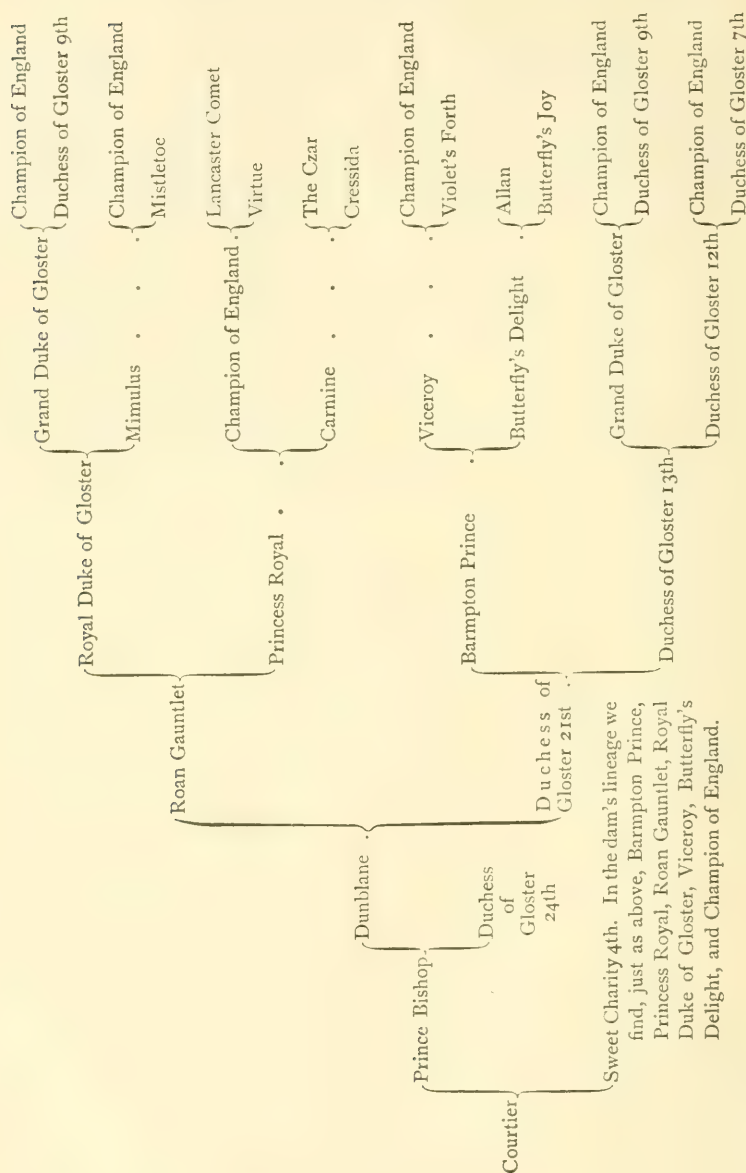 Champion of England
Grand Duke of Gloster
Duchess of Gloster 9th
Royal Duke of Gloster
Champion of England
Mimulus . . .
Mistletoe
Roan Gauntlet
Lancaster Comet
Champion of England .
Virtue
Princess Royal . .
The Czar
Carmine . . .
Cressida
Dunblane .
Prince Bishop
Duchess
of
Gloster
24th
Courtier
Champion of England
Viceroy . . .
Violet's Forth
Barmpton Prince .
Allan
Butterfly's Delight .
Butterfly's Joy
Duchess of
Gloster 21st .
Champion of England
Grand Duke of Gloster
Duchess of Gloster 9th
Duchess of Gloster 13th
Champion of England
Duchess of Gloster 12th
Duchess of Gloster 7th
Sweet Charity 4th. In the dam's lineage we
find, just as above, Barmpton Prince,
Princess Royal, Roan Gauntlet, Royal
Duke of Gloster, Viceroy, Butterfly's
Delight, and Champion of England.